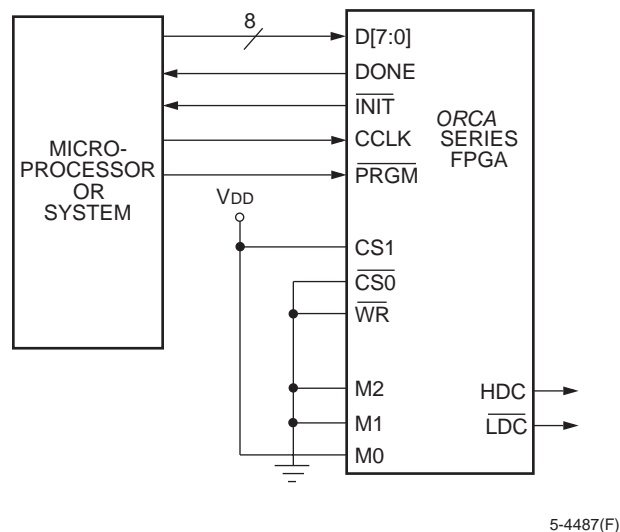 8
D[7:0]
DONE
INIT
CCLK
PRGM
MICRO-
PROCESSOR
OR
SYSTEM
ORCA
SERIES
FPGA
VDD
CS1
CS0
WR
M2
M1
M0
HDC
LDC
5-4487(F)